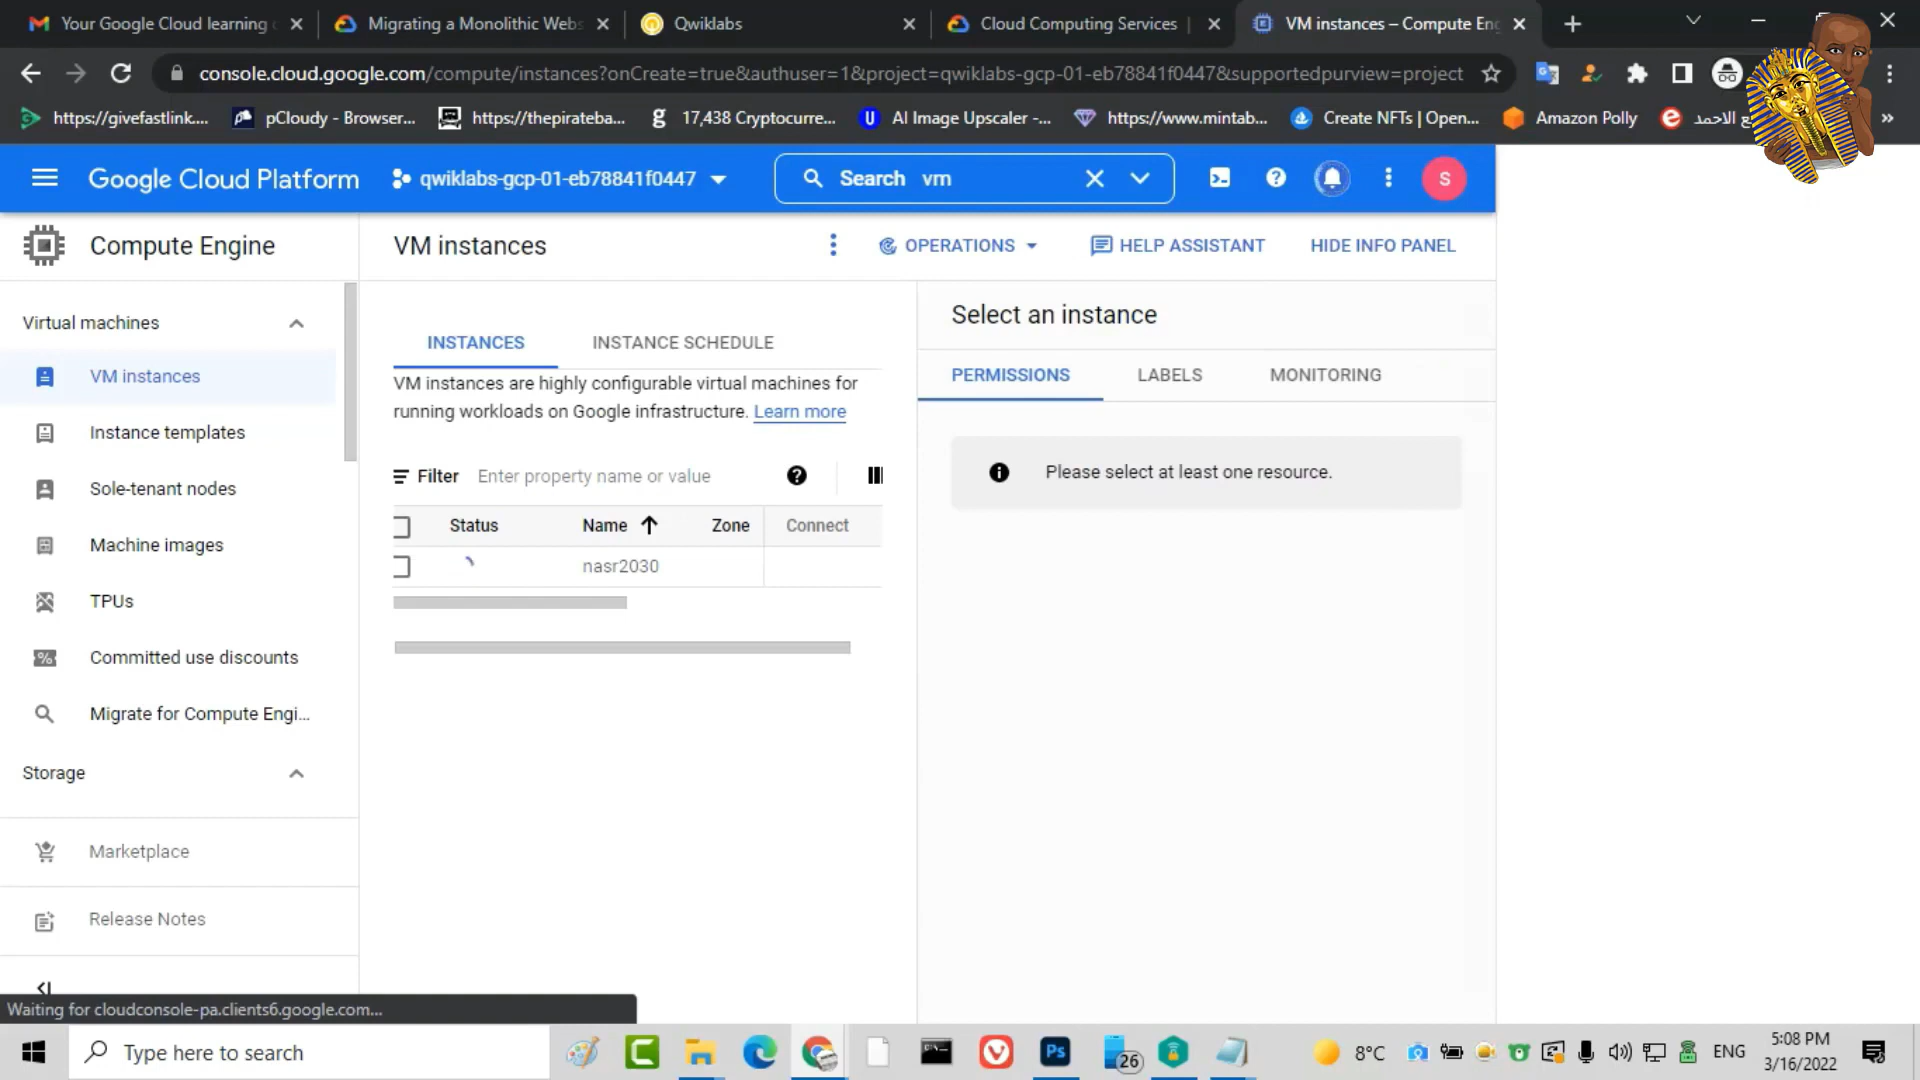 Your Google Cloud learning
Migrating a Monolithic Webs
Qwiklabs
Cloud Computing Services
VM instances – Compute Eng
console.cloud.google.com/compute/instances?onCreate=true&authuser=1&project=qwiklabs-gcp-01-eb78841f0447&supportedpurview=project
https://givefastlink....
pCloudy - Browser...
https://thepirateba...
17,438 Cryptocurre...
AI Image Upscaler -...
https://www.mintab...
Create NFTs | Open...
Amazon Polly
ع الاحمد
»
Google Cloud Platform
qwiklabs-gcp-01-eb78841f0447
Search vm
S
Compute Engine
VM instances
OPERATIONS
HELP ASSISTANT
HIDE INFO PANEL
Virtual machines
VM instances
Instance templates
Sole-tenant nodes
Machine images
TPUs
Committed use discounts
Migrate for Compute Engi...
Storage
Marketplace
Release Notes
INSTANCES
INSTANCE SCHEDULE
VM instances are highly configurable virtual machines for
running workloads on Google infrastructure. Learn more
Filter Enter property name or value
Status Name Zone Connect
nasr2030
Select an instance
PERMISSIONS
LABELS
MONITORING
Please select at least one resource.
Waiting for cloudconsole-pa.clients6.google.com...
Type here to search
Ps
26
8°C
ENG
5:08 PM
3/16/2022